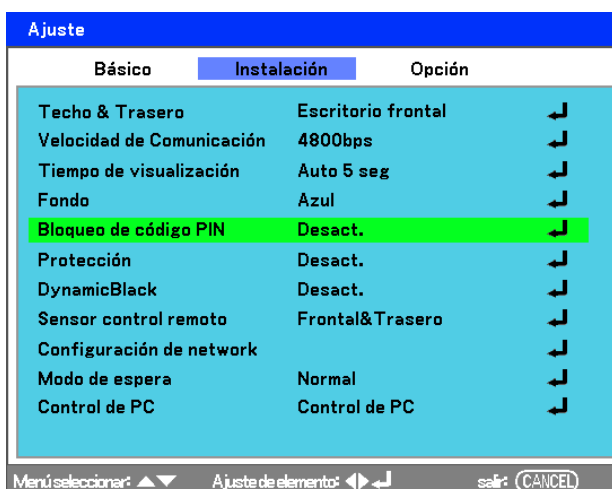 Ajuste
Básico Instalación Opción
Techo & Trasero Escritorio frontal
Velocidad de Comunicación 4800bps
Tiempo de visualización Auto 5 seg
Fondo Azul
Bloqueo de código PIN Desact.
Protección Desact.
DynamicBlack Desact.
Sensor control remoto Frontal&Trasero
Configuración de network
Modo de espera Normal
Control de PC Control de PC
Menú seleccionar: ▲▼ Ajuste de elemento: ◀▶↵ salir: (CANCEL)